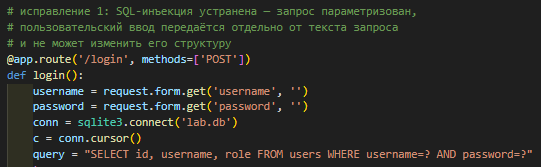 # исправление 1: SQL-инъекция устранена — запрос параметризован,
# пользовательский ввод передаётся отдельно от текста запроса
# и не может изменить его структуру
@app.route('/login', methods=['POST'])
def login():
    username = request.form.get('username', '')
    password = request.form.get('password', '')
    conn = sqlite3.connect('lab.db')
    c = conn.cursor()
    query = "SELECT id, username, role FROM users WHERE username=? AND password=?"